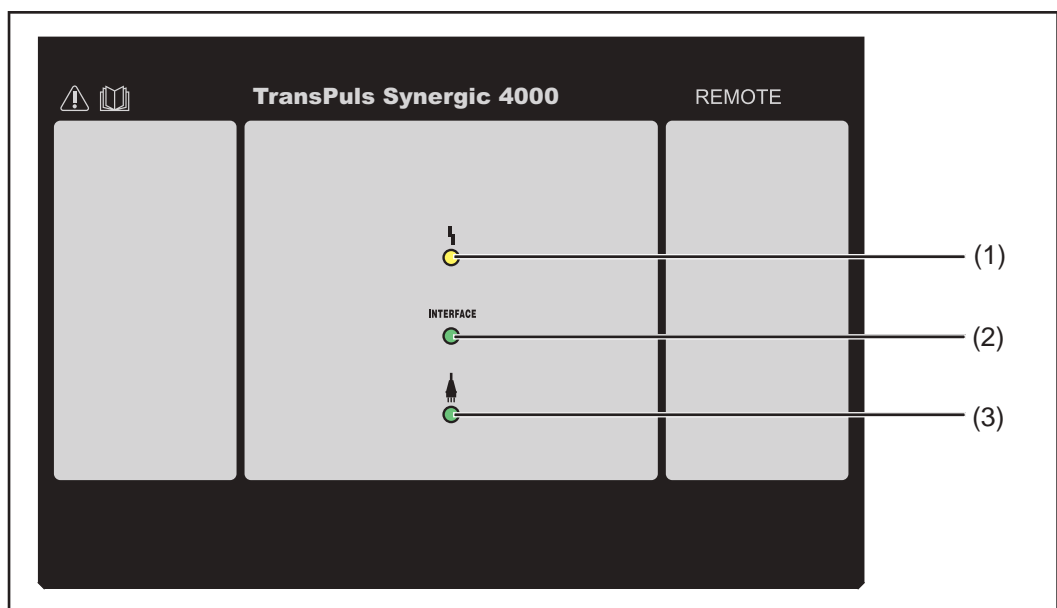 TransPuls Synergic 4000 REMOTE
(1)
INTERFACE
(2)
(3)